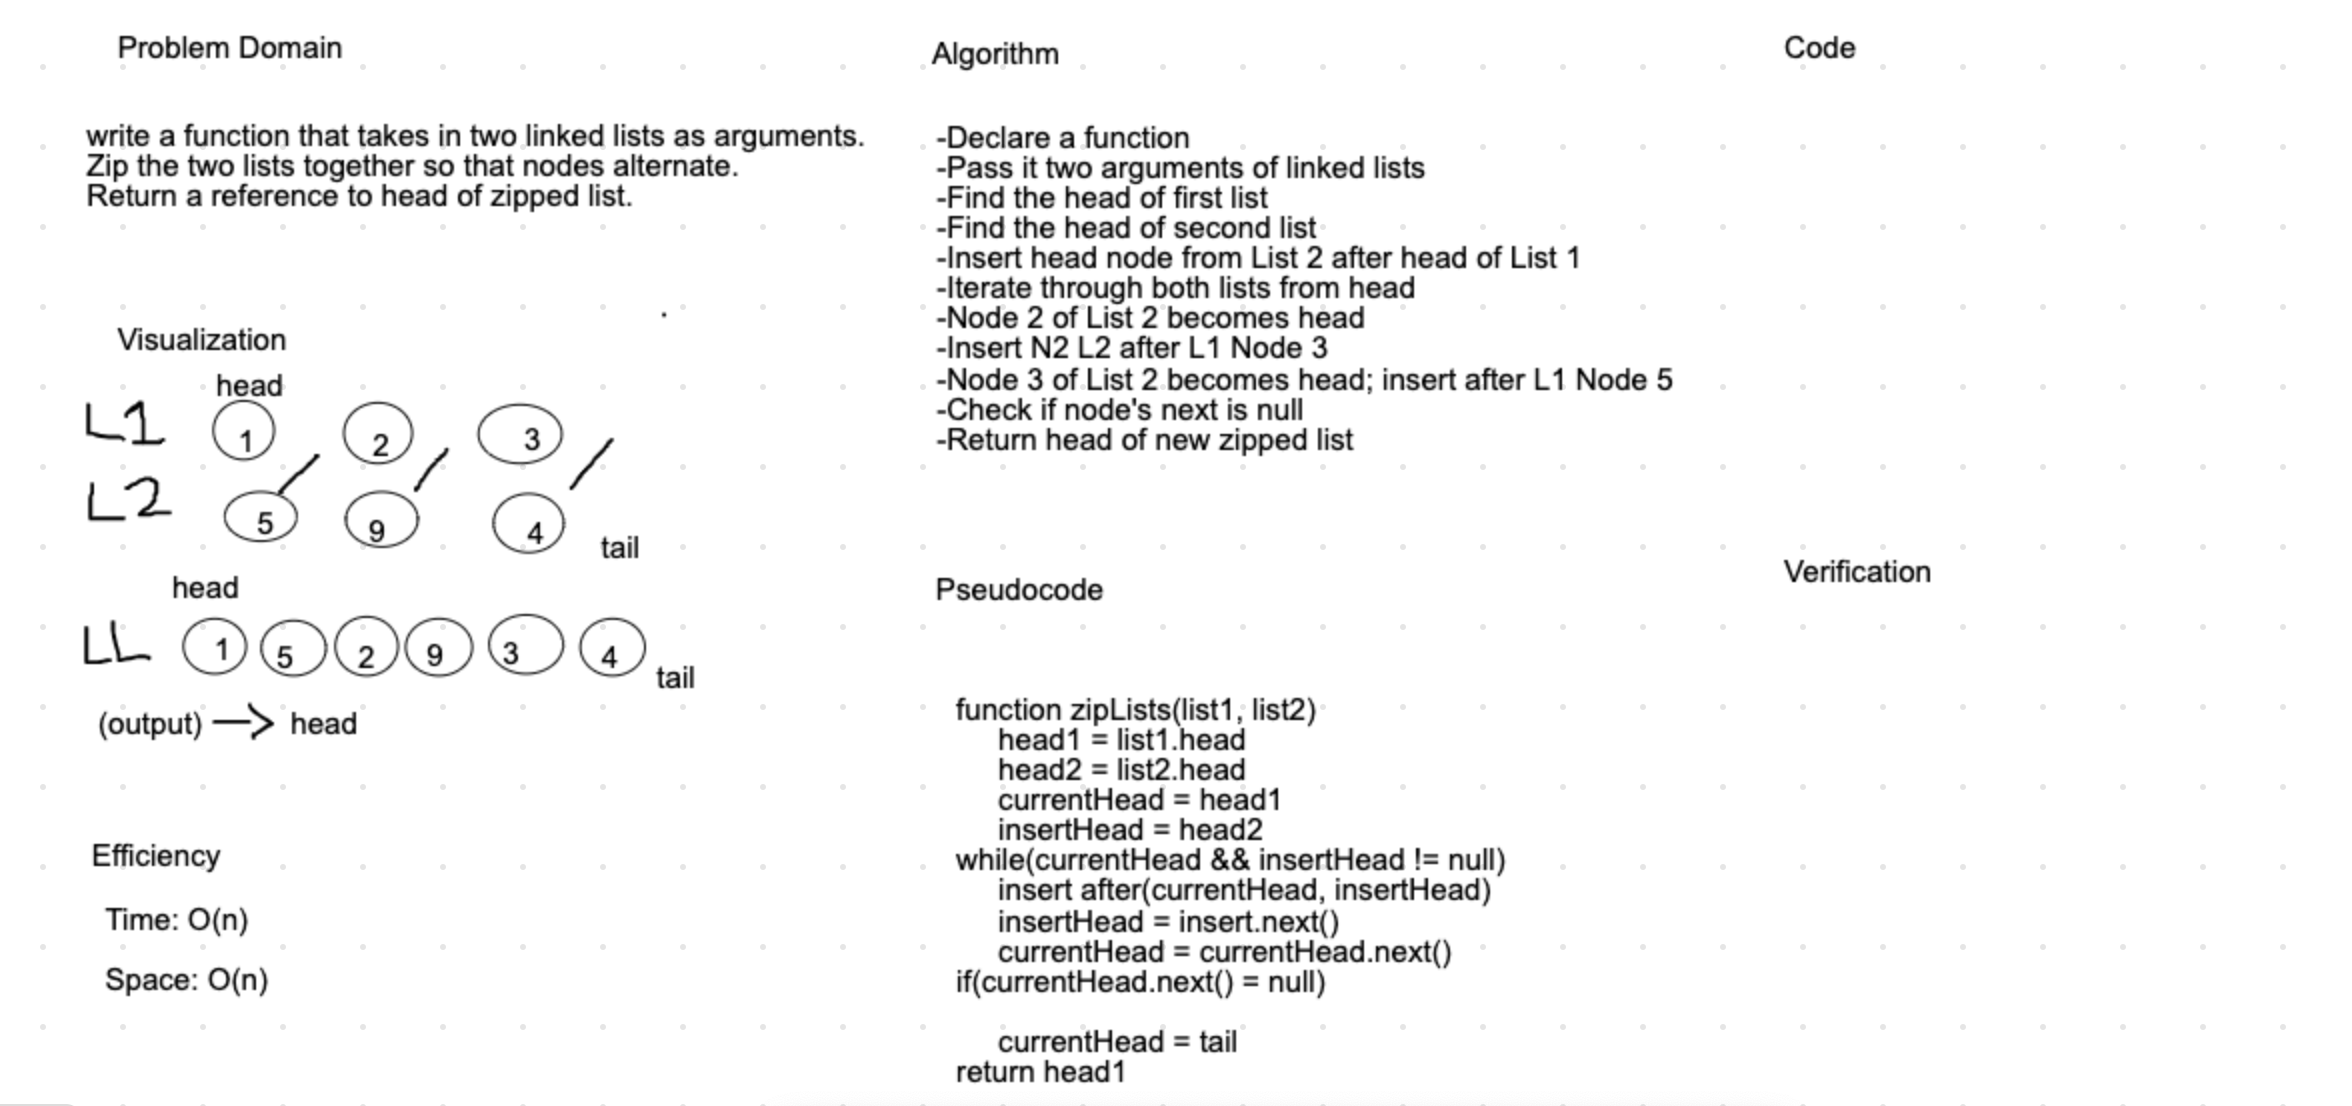 Problem Domain
write a function that takes in two linked lists as arguments.
Zip the two lists together so that nodes alternate.
Return a reference to head of zipped list.
Visualization
head
L1 1 2 3
L2 5 9 4
tail
head
LL 1 5 2 9 3 4
tail
(output) head
Efficiency
Time: O(n)
Space: O(n)
Algorithm
-Declare a function
-Pass it two arguments of linked lists
-Find the head of first list
-Find the head of second list
-Insert head node from List 2 after head of List 1
-Iterate through both lists from head
-Node 2 of List 2 becomes head
-Insert N2 L2 after L1 Node 3
-Node 3 of List 2 becomes head; insert after L1 Node 5
-Check if node's next is null
-Return head of new zipped list
Pseudocode
function zipLists(list1, list2)
head1 = list1.head
head2 = list2.head
currentHead = head1
insertHead = head2
while(currentHead && insertHead != null)
insert after(currentHead, insertHead)
insertHead = insert.next()
currentHead = currentHead.next()
if(currentHead.next() = null)
currentHead = tail
return head1
Code
Verification